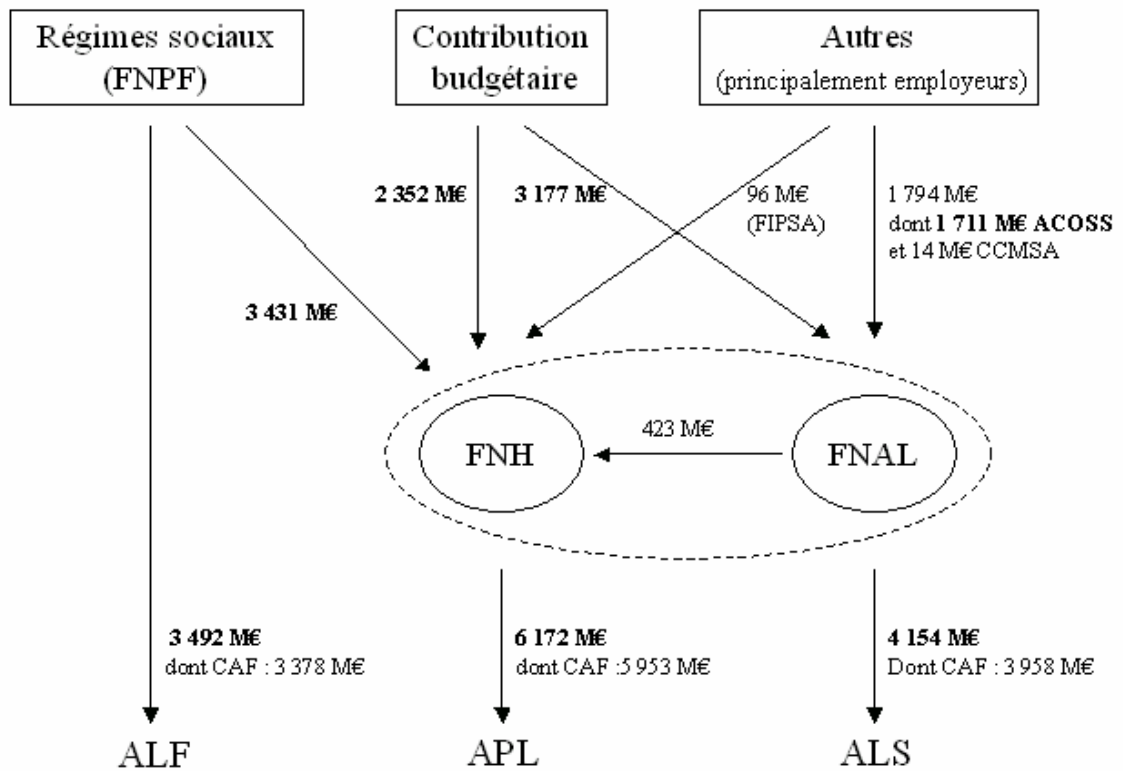 Régimes sociaux
(FNPF)
Contribution
budgétaire
Autres
(principalement employeurs)
2 352 M€
3 177 M€
96 M€
(FIPSA)
1 794 M€
dont 1 711 M€ ACOSS
et 14 M€ CCMSA
3 431 M€
FNH
423 M€
FNAL
3 492 M€
dont CAF : 3 378 M€
6 172 M€
dont CAF :5 953 M€
4 154 M€
Dont CAF : 3 958 M€
ALF
APL
ALS